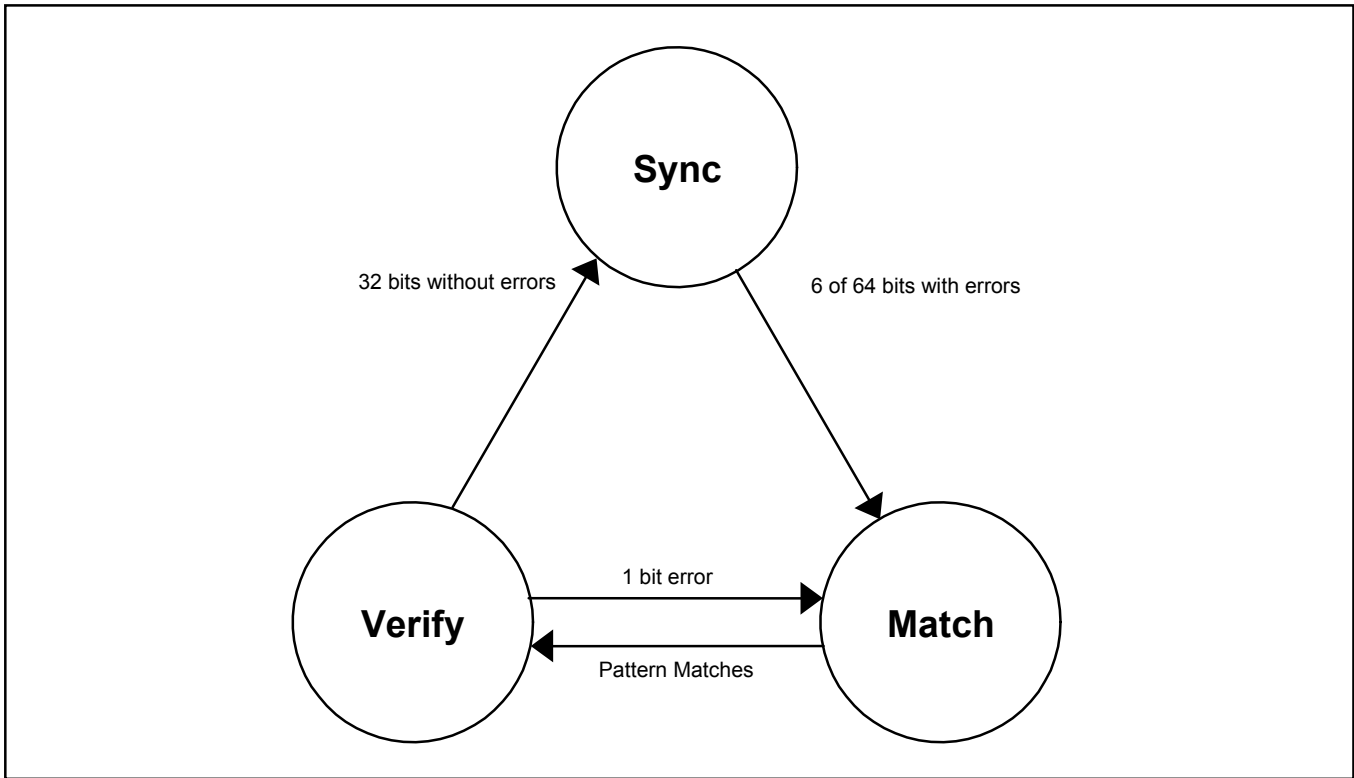 Sync
32 bits without errors
6 of 64 bits with errors
1 bit error
Verify
Match
Pattern Matches